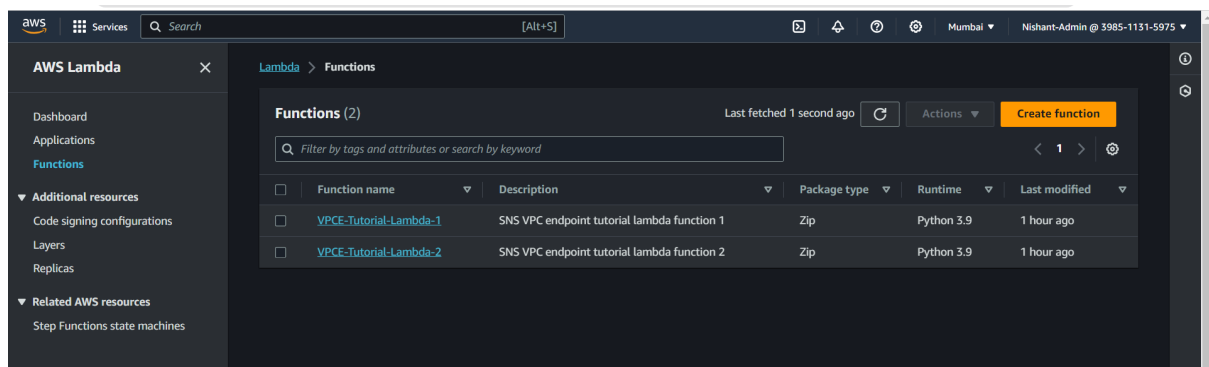 aws Services Search [Alt+S] Mumbai ▼ Nishant-Admin @ 3985-1131-5975 ▼
AWS Lambda
Dashboard
Applications
Functions
▼ Additional resources
Code signing configurations
Layers
Replicas
▼ Related AWS resources
Step Functions state machines
Lambda > Functions
Functions (2) Last fetched 1 second ago Actions ▼ Create function
Filter by tags and attributes or search by keyword < 1 >
Function name Description Package type Runtime Last modified
VPCE-Tutorial-Lambda-1 SNS VPC endpoint tutorial lambda function 1 Zip Python 3.9 1 hour ago
VPCE-Tutorial-Lambda-2 SNS VPC endpoint tutorial lambda function 2 Zip Python 3.9 1 hour ago